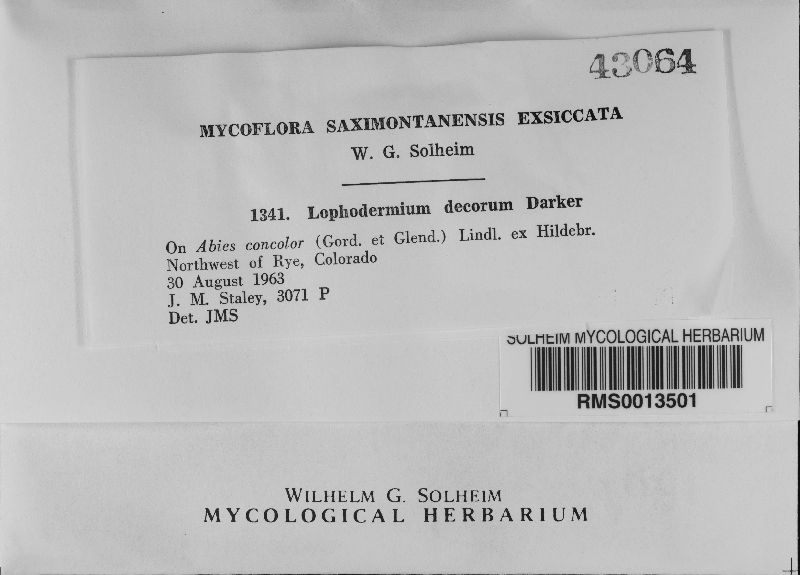 43064
MYCOFLORA SAXIMONTANENSIS EXSICCATA
W. G. Solheim
1341. Lophodermium decorum Darker
On Abies concolor (Gord. et Glend.) Lindl. ex Hildebr.
Northwest of Rye, Colorado
30 August 1963
J. M. Staley, 3071 P
Det. JMS
SOLHEIM MYCOLOGICAL HERBARIUM
RMS0013501
WILHELM G. SOLHEIM
MYCOLOGICAL HERBARIUM